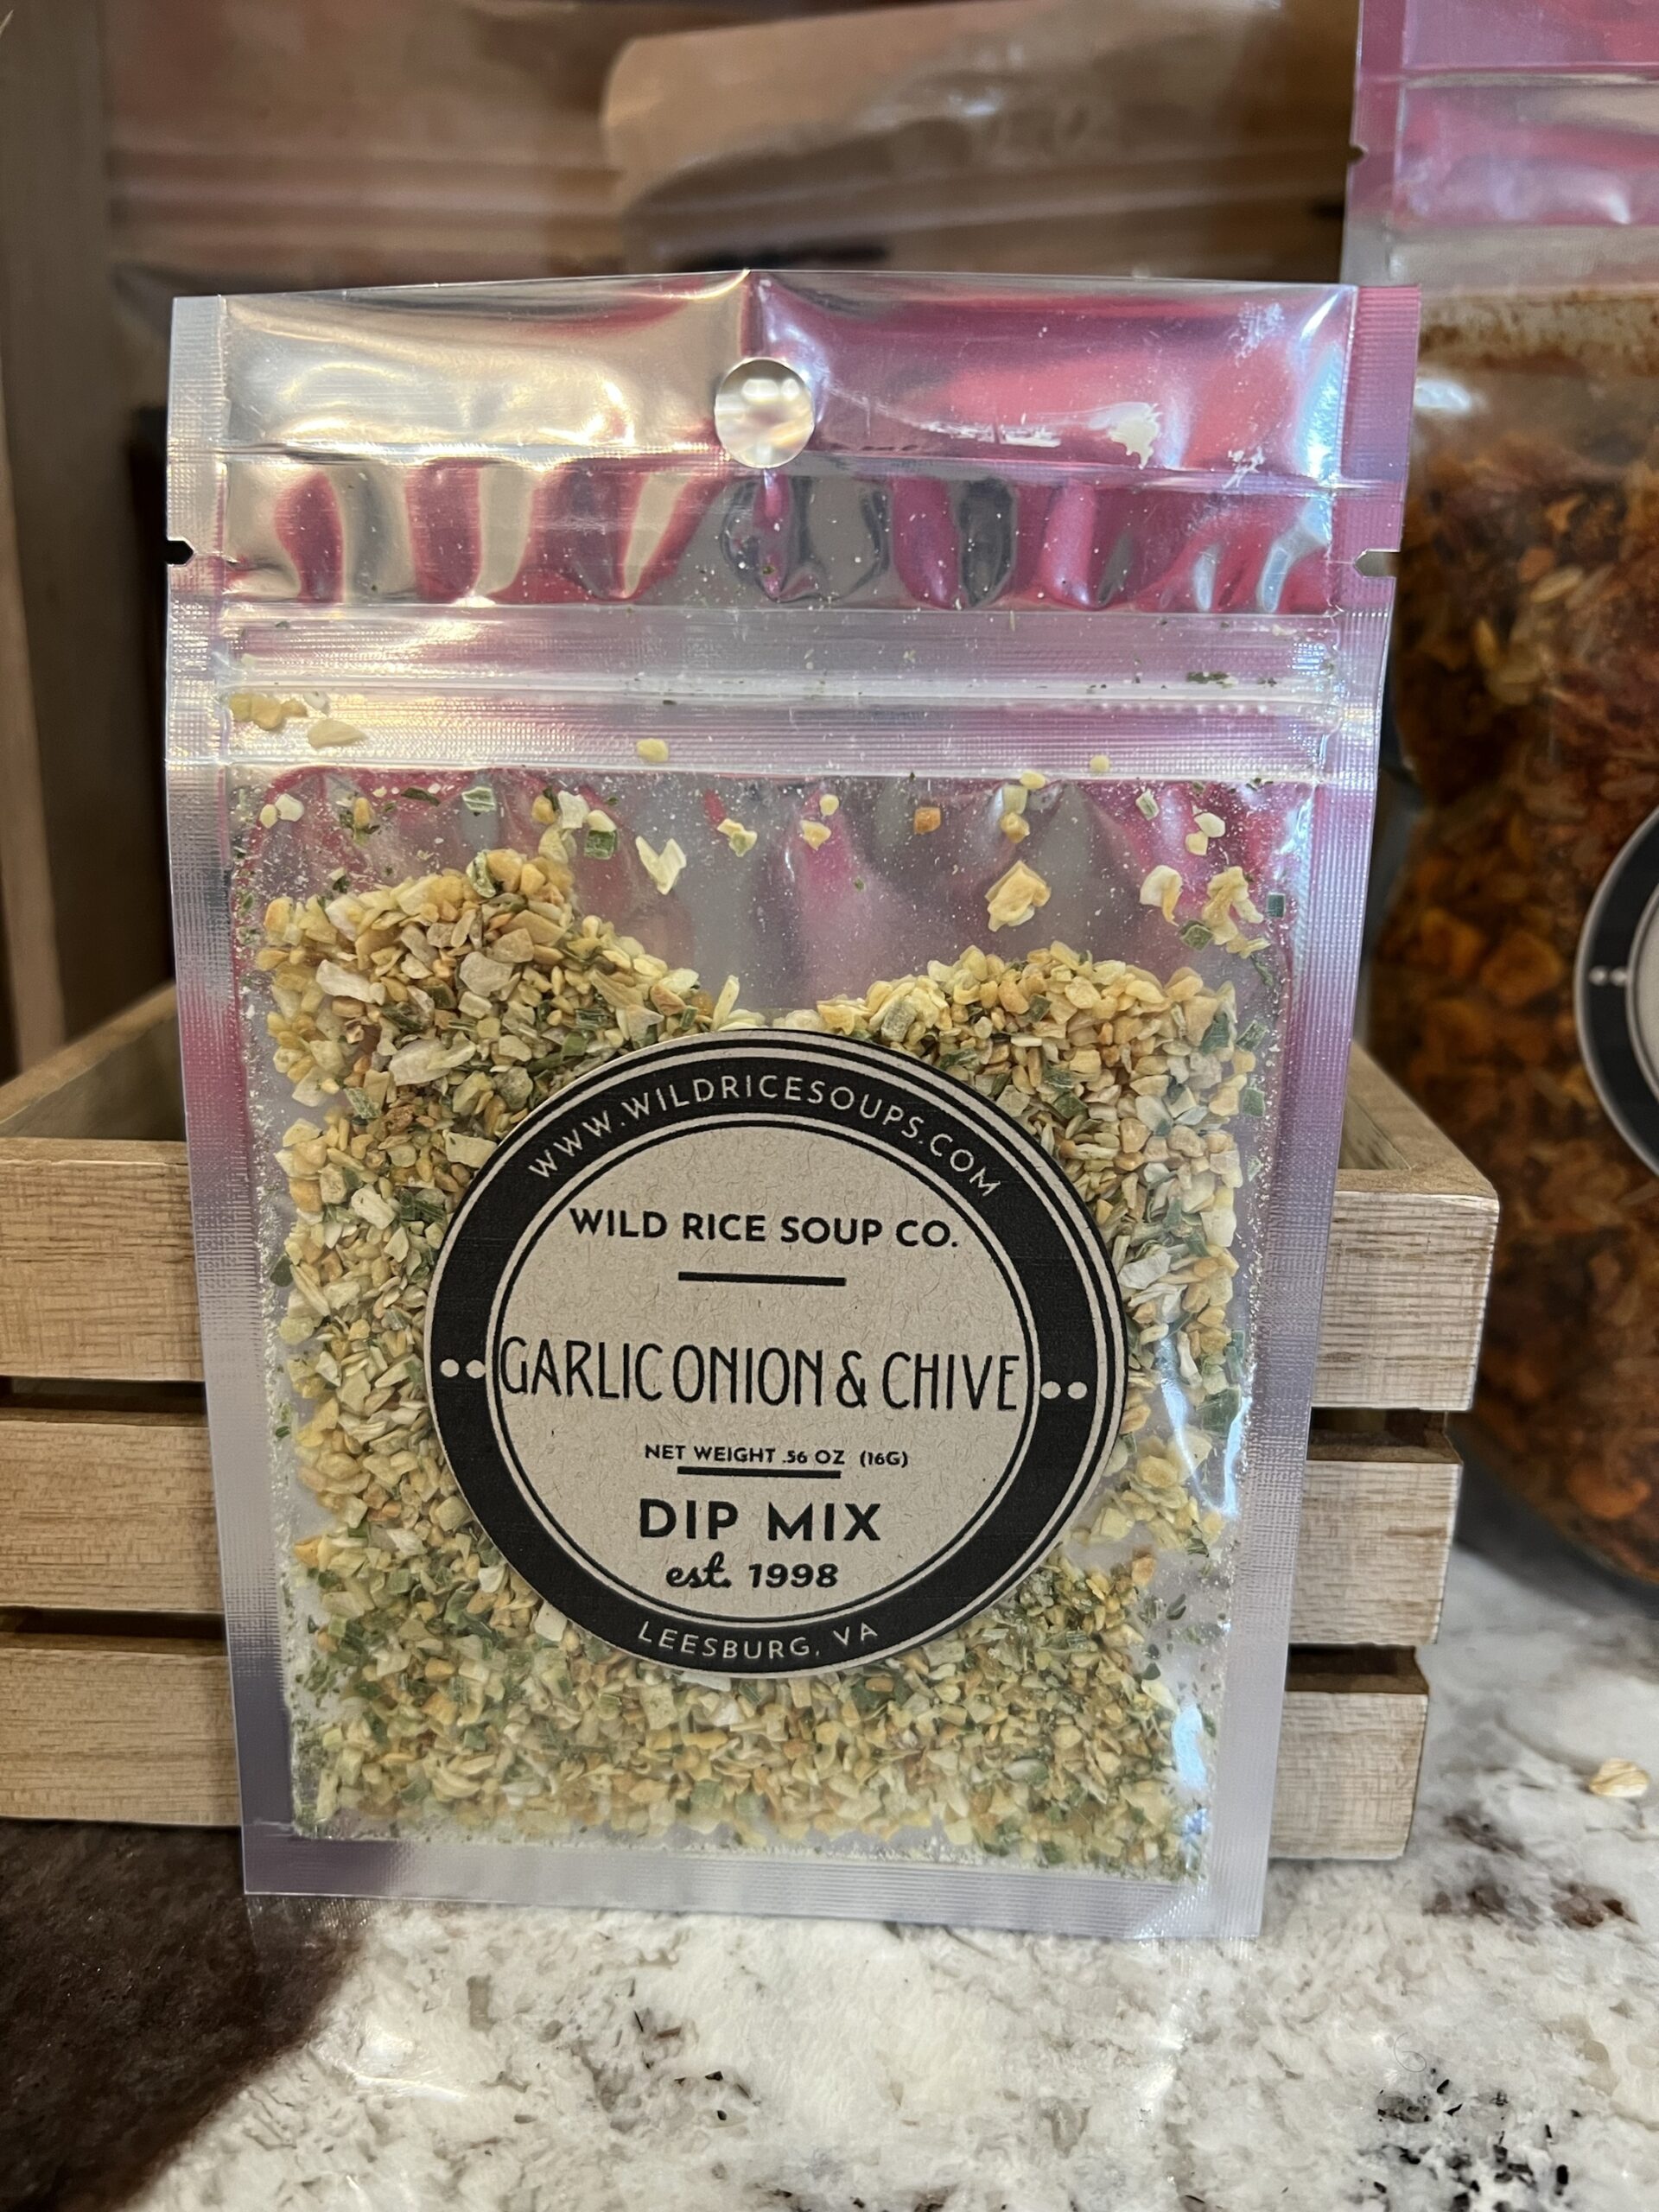 WWW.WILDRICESOUPS.COM
WILD RICE SOUP CO.
GARLIC ONION & CHIVE
NET WEIGHT .56 OZ (16G)
DIP MIX
est. 1998
LEESBURG, VA